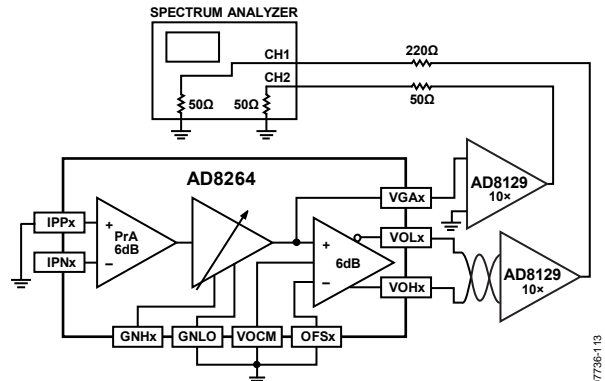 SPECTRUM ANALYZER
CH1
220Ω
CH2
50Ω
50Ω
50Ω
AD8264
VGAx
AD8129
10×
IPPx
+
PrA
6dB
−
IPNx
+
6dB
−
VOLx
VOHx
AD8129
10×
GNHx
GNLO
VOCM
OFSx
07736-113